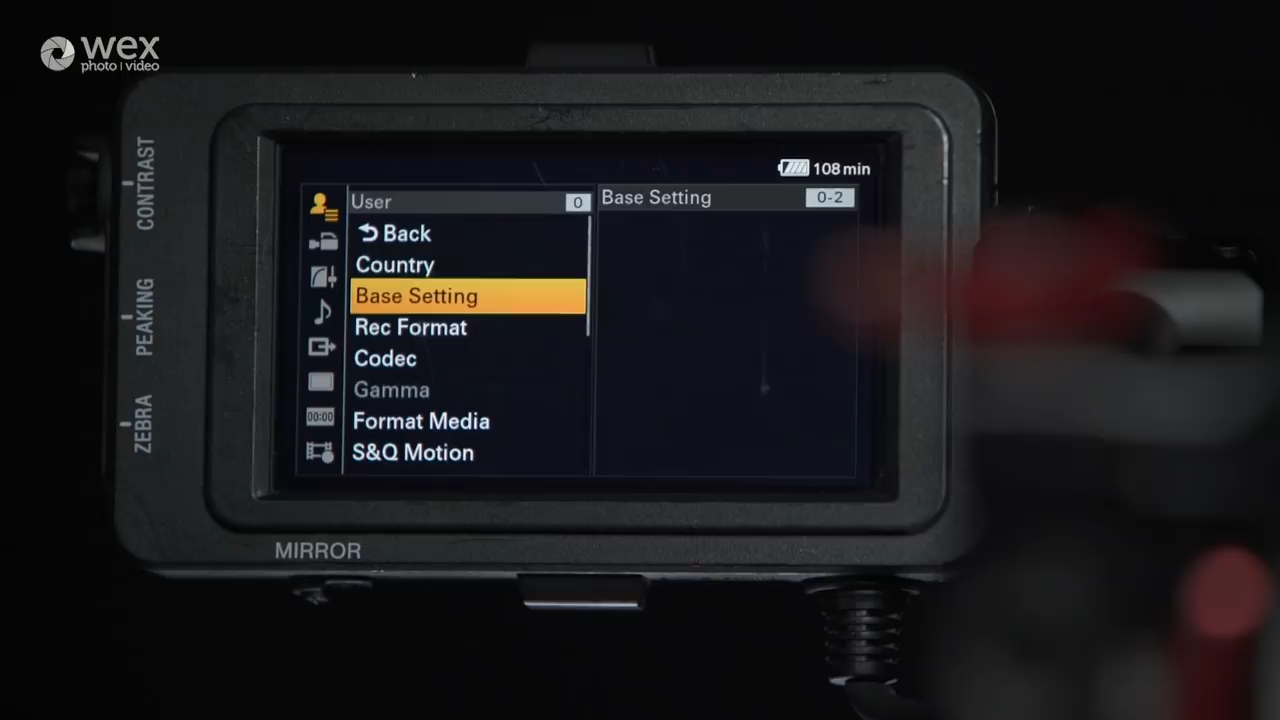 wex
photo | video
CONTRAST
PEAKING
ZEBRA
108 min
User 0
Back
Country
Base Setting
Rec Format
Codec
Gamma
Format Media
S&Q Motion
Base Setting 0-2
00:00
MIRROR